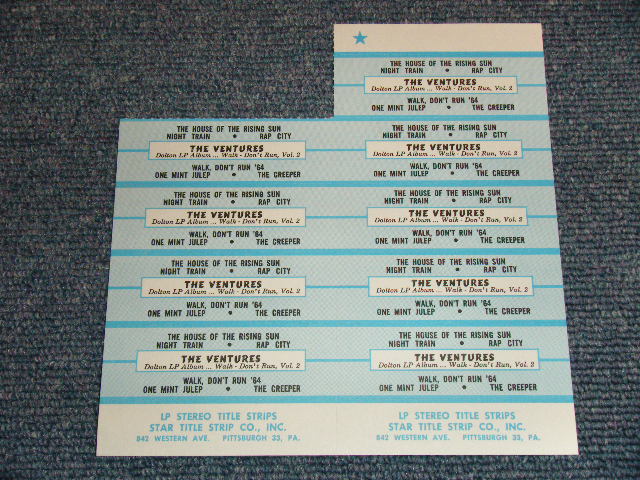 ★
THE HOUSE OF THE RISING SUN
NIGHT TRAIN • RAP CITY
THE VENTURES
Dolton LP Album ... Walk - Don't Run, Vol. 2
WALK, DON'T RUN '64
ONE MINT JULEP • THE CREEPER
THE HOUSE OF THE RISING SUN
NIGHT TRAIN • RAP CITY
THE VENTURES
Dolton LP Album ... Walk - Don't Run, Vol. 2
WALK, DON'T RUN '64
ONE MINT JULEP • THE CREEPER
THE HOUSE OF THE RISING SUN
NIGHT TRAIN • RAP CITY
THE VENTURES
Dolton LP Album ... Walk - Don't Run, Vol. 2
WALK, DON'T RUN '64
ONE MINT JULEP • THE CREEPER
THE HOUSE OF THE RISING SUN
NIGHT TRAIN • RAP CITY
THE VENTURES
Dolton LP Album ... Walk - Don't Run, Vol. 2
WALK, DON'T RUN '64
ONE MINT JULEP • THE CREEPER
THE HOUSE OF THE RISING SUN
NIGHT TRAIN • RAP CITY
THE VENTURES
Dolton LP Album ... Walk - Don't Run, Vol. 2
WALK, DON'T RUN '64
ONE MINT JULEP • THE CREEPER
THE HOUSE OF THE RISING SUN
NIGHT TRAIN • RAP CITY
THE VENTURES
Dolton LP Album ... Walk - Don't Run, Vol. 2
WALK, DON'T RUN '64
ONE MINT JULEP • THE CREEPER
THE HOUSE OF THE RISING SUN
NIGHT TRAIN • RAP CITY
THE VENTURES
Dolton LP Album ... Walk - Don't Run, Vol. 2
WALK, DON'T RUN '64
ONE MINT JULEP • THE CREEPER
THE HOUSE OF THE RISING SUN
NIGHT TRAIN • RAP CITY
THE VENTURES
Dolton LP Album ... Walk - Don't Run, Vol. 2
WALK, DON'T RUN '64
ONE MINT JULEP • THE CREEPER
THE HOUSE OF THE RISING SUN
NIGHT TRAIN • RAP CITY
THE VENTURES
Dolton LP Album ... Walk - Don't Run, Vol. 2
WALK, DON'T RUN '64
ONE MINT JULEP • THE CREEPER
LP STEREO TITLE STRIPS
STAR TITLE STRIP CO., INC.
842 WESTERN AVE. PITTSBURGH 33, PA.
LP STEREO TITLE STRIPS
STAR TITLE STRIP CO., INC.
842 WESTERN AVE. PITTSBURGH 33, PA.